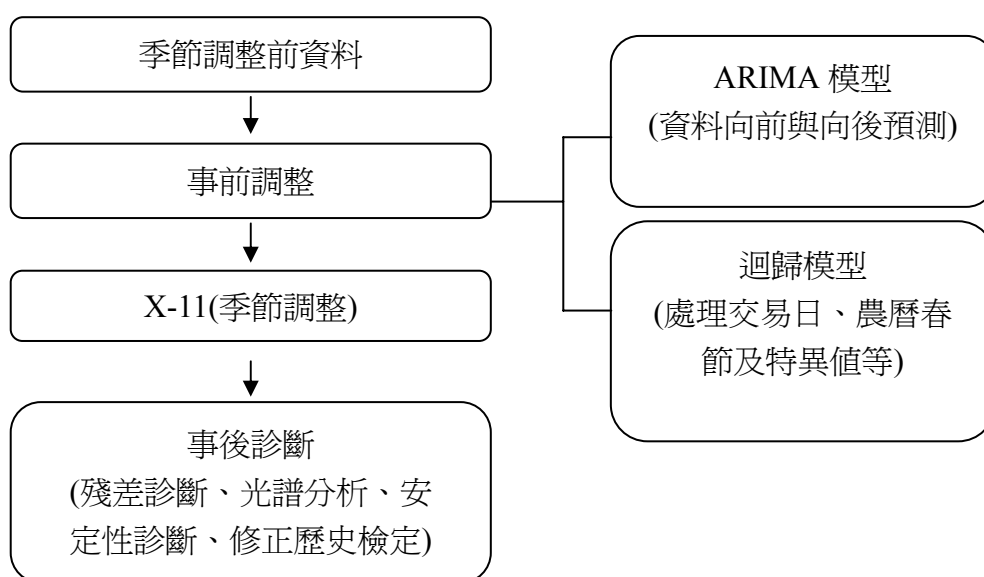 季節調整前資料
事前調整
X-11(季節調整)
事後診斷
(殘差診斷、光譜分析、安
定性診斷、修正歷史檢定)
ARIMA 模型
(資料向前與向後預測)
迴歸模型
(處理交易日、農曆春
節及特異值等)